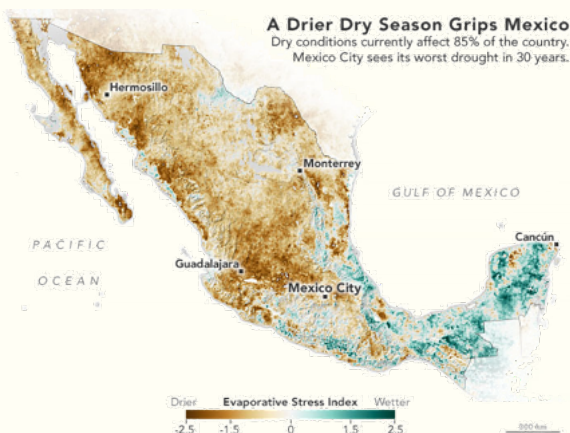 A Drier Dry Season Grips Mexico
Dry conditions currently affect 85% of the country.
Mexico City sees its worst drought in 30 years.
Hermosillo
Monterrey
GULF OF MEXICO
PACIFIC
OCEAN
Cancún
Guadalajara
Mexico City
Drier Evaporative Stress Index Wetter
-2.5 -1.5 0 1.5 2.5